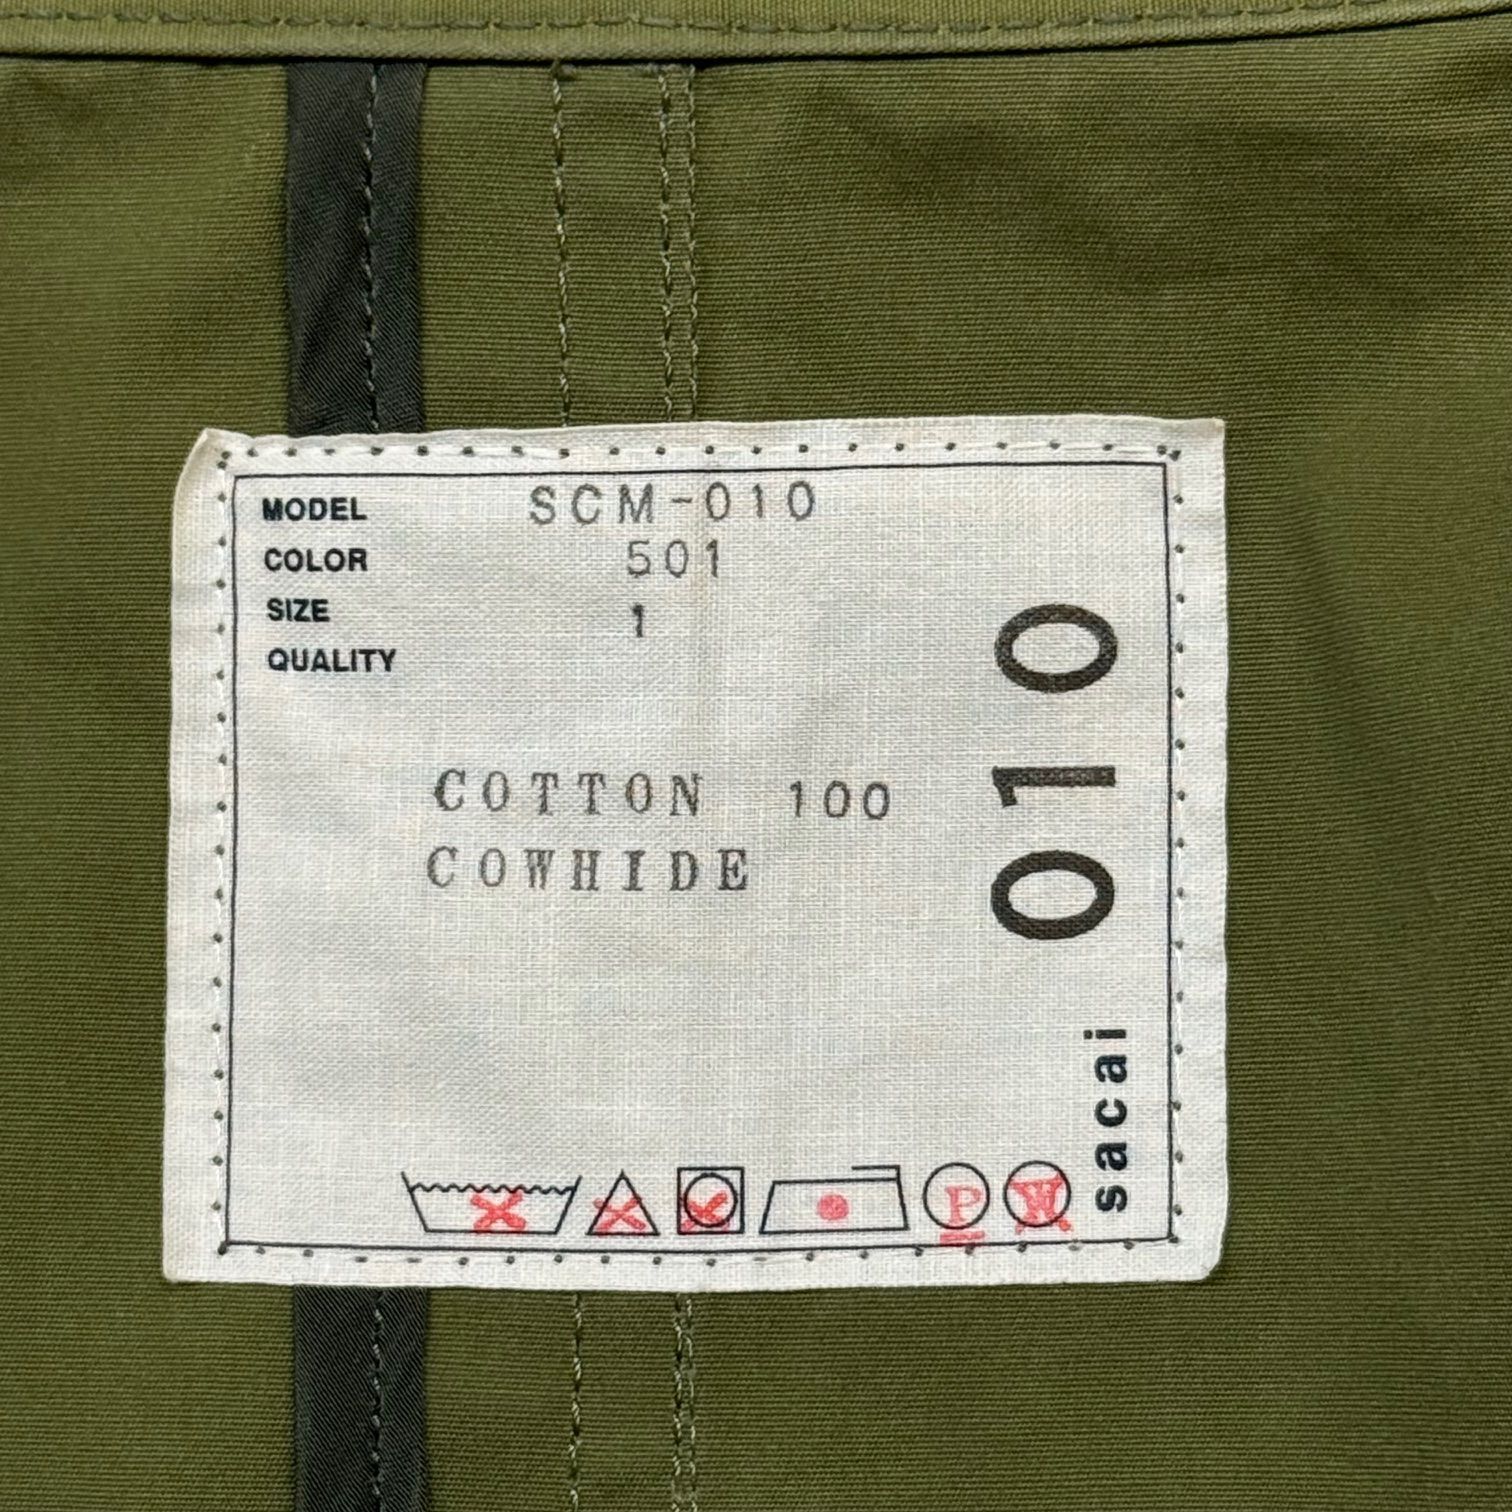 MODEL SCM-010
COLOR 501
SIZE 1
QUALITY
COTTON 100
COWHIDE
010
sacai
P
W